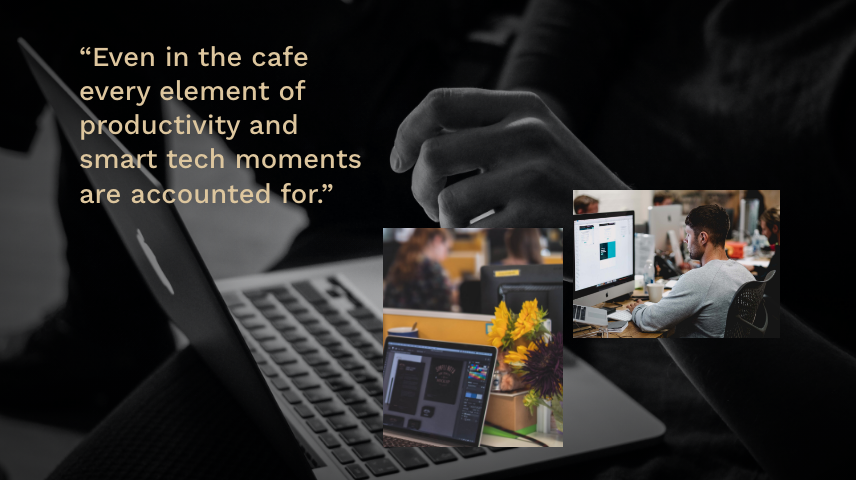 “Even in the cafe
every element of
productivity and
smart tech moments
are accounted for.”